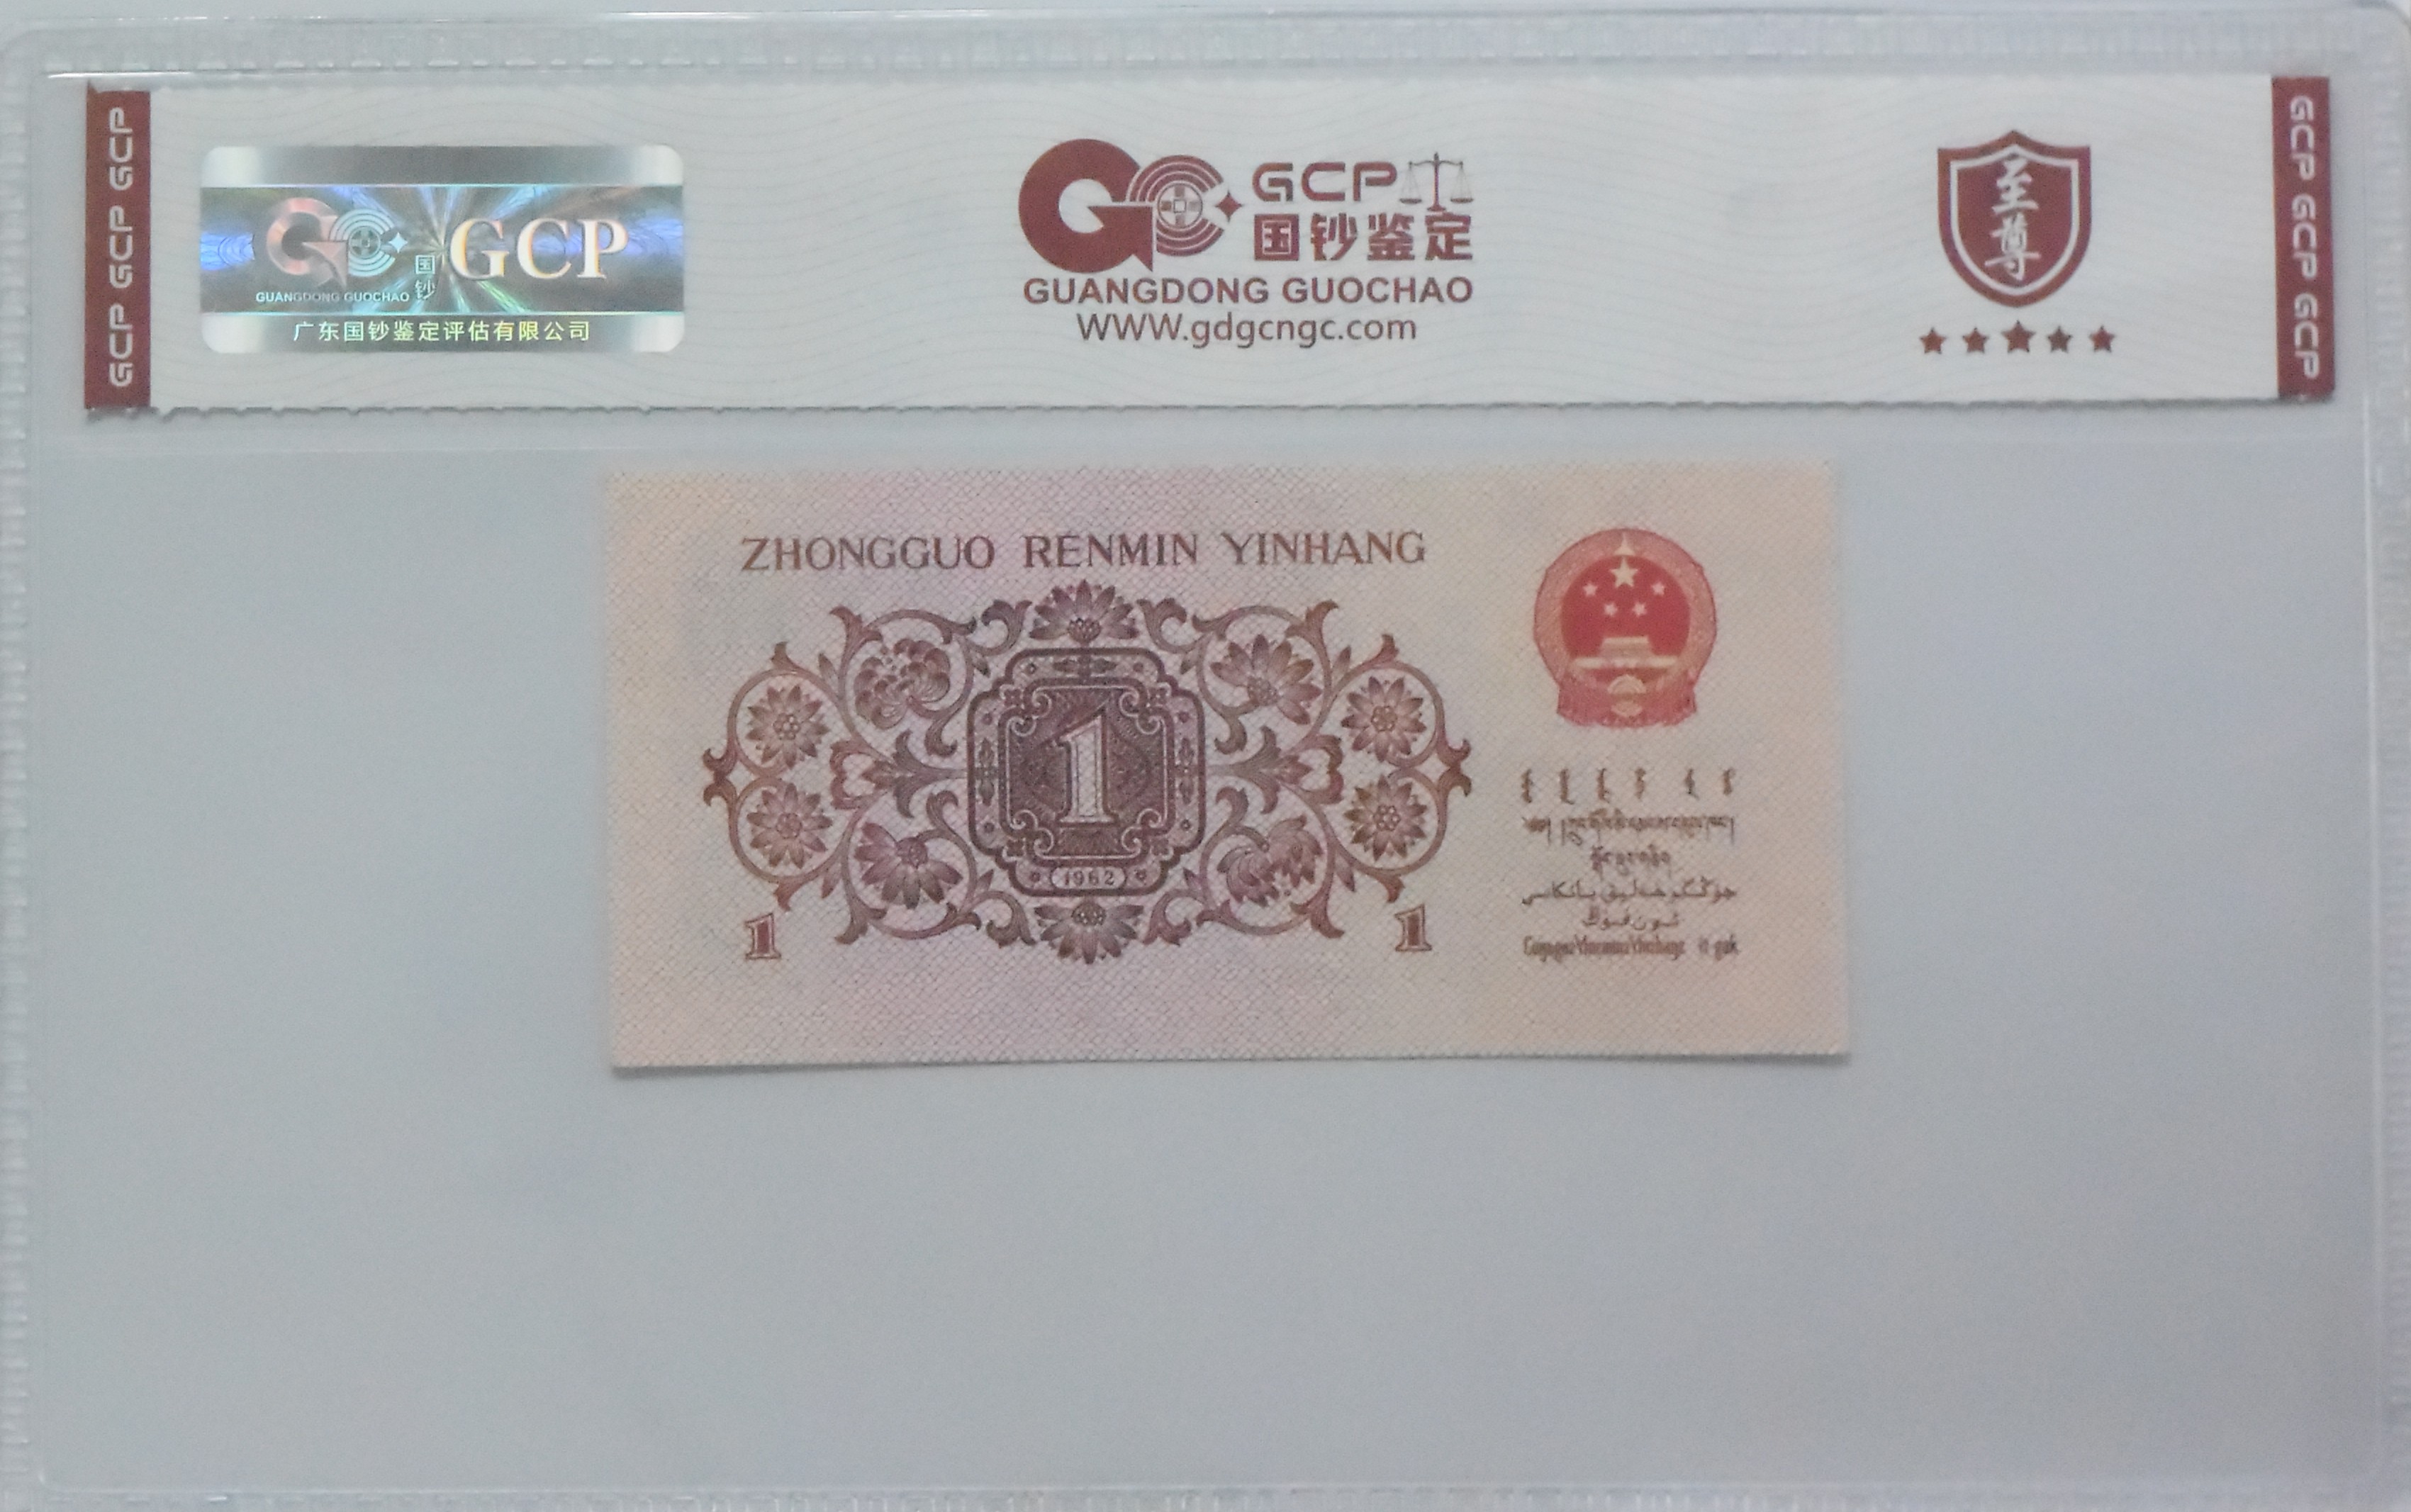 GCP GCP GCP
GCP
国钞
GUANGDONG GUOCHAO
广东国钞鉴定评估有限公司
GCP
国钞鉴定
GUANGDONG GUOCHAO
WWW.gdgcngc.com
至尊
GCP GCP GCP
ZHONGGUO RENMIN YINHANG
1
1962
1
1